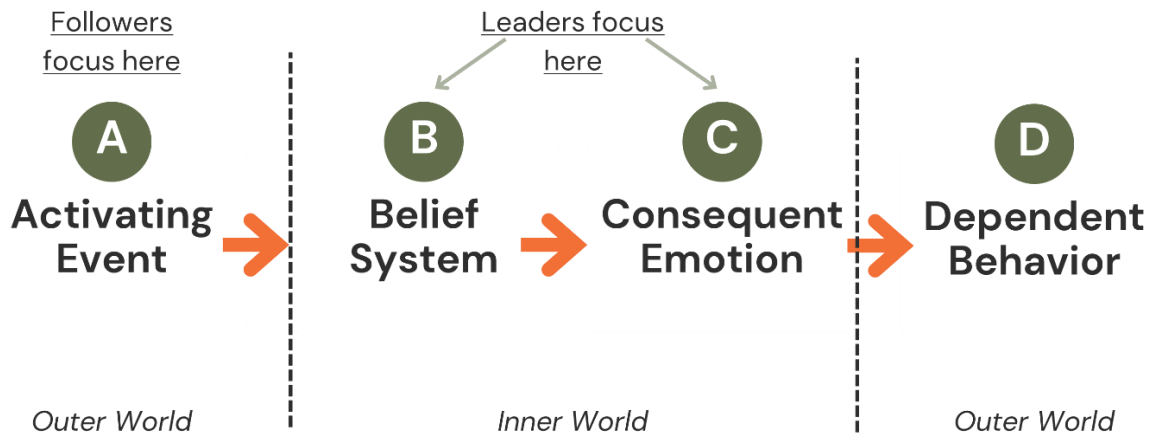 Followers
focus here
Leaders focus
here
A
B
C
D
Activating
Event
Belief
System
Consequent
Emotion
Dependent
Behavior
Outer World
Inner World
Outer World